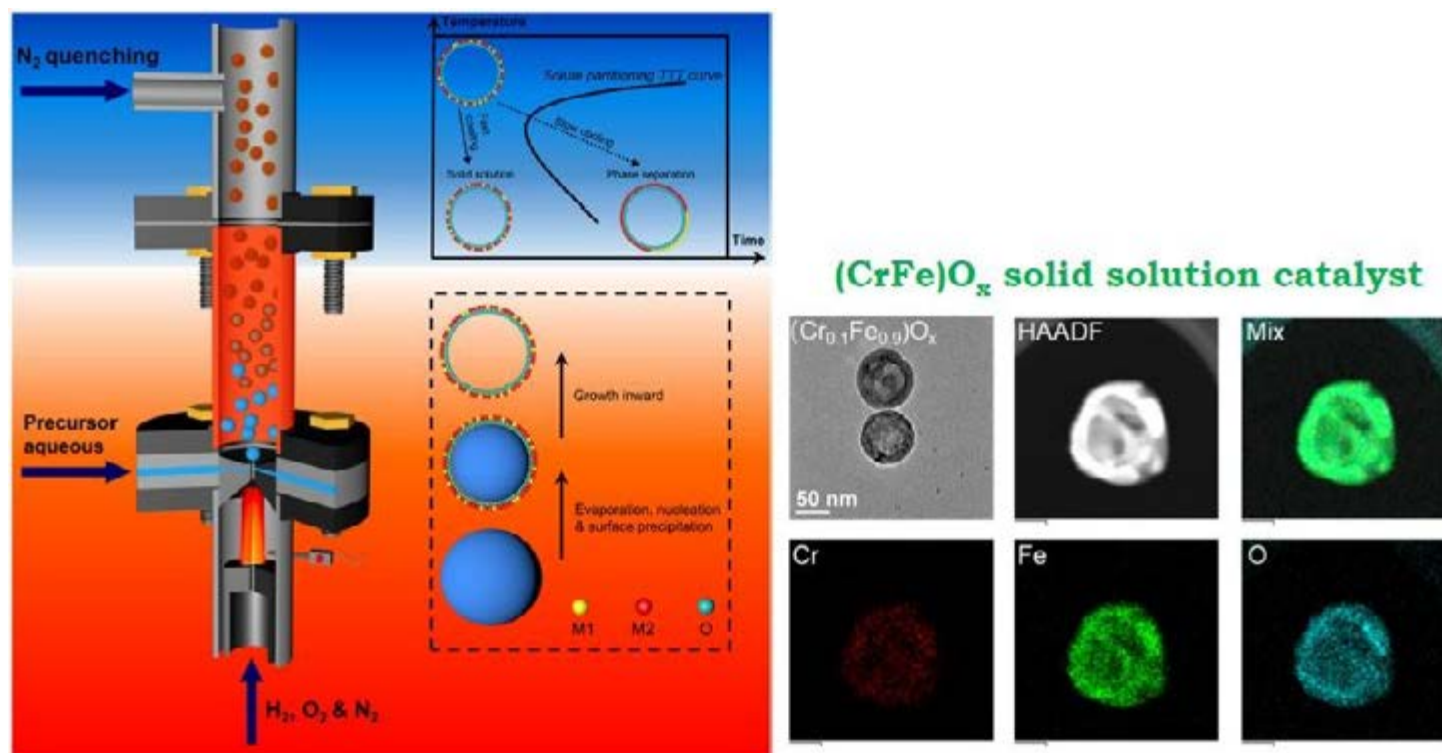 N₂ quenching
Temperature
Solute partitioning TTT curve
Fast cooling
Slow cooling
Solid solution
Phase separation
Time
Precursor
aqueous
Growth inward
Evaporation, nucleation
& surface precipitation
M1
M2
O
H₂, O₂ & N₂
(CrFe)Oₓ solid solution catalyst
(Cr₀.₁Fe₀.₉)Oₓ
50 nm
HAADF
Mix
Cr
Fe
O